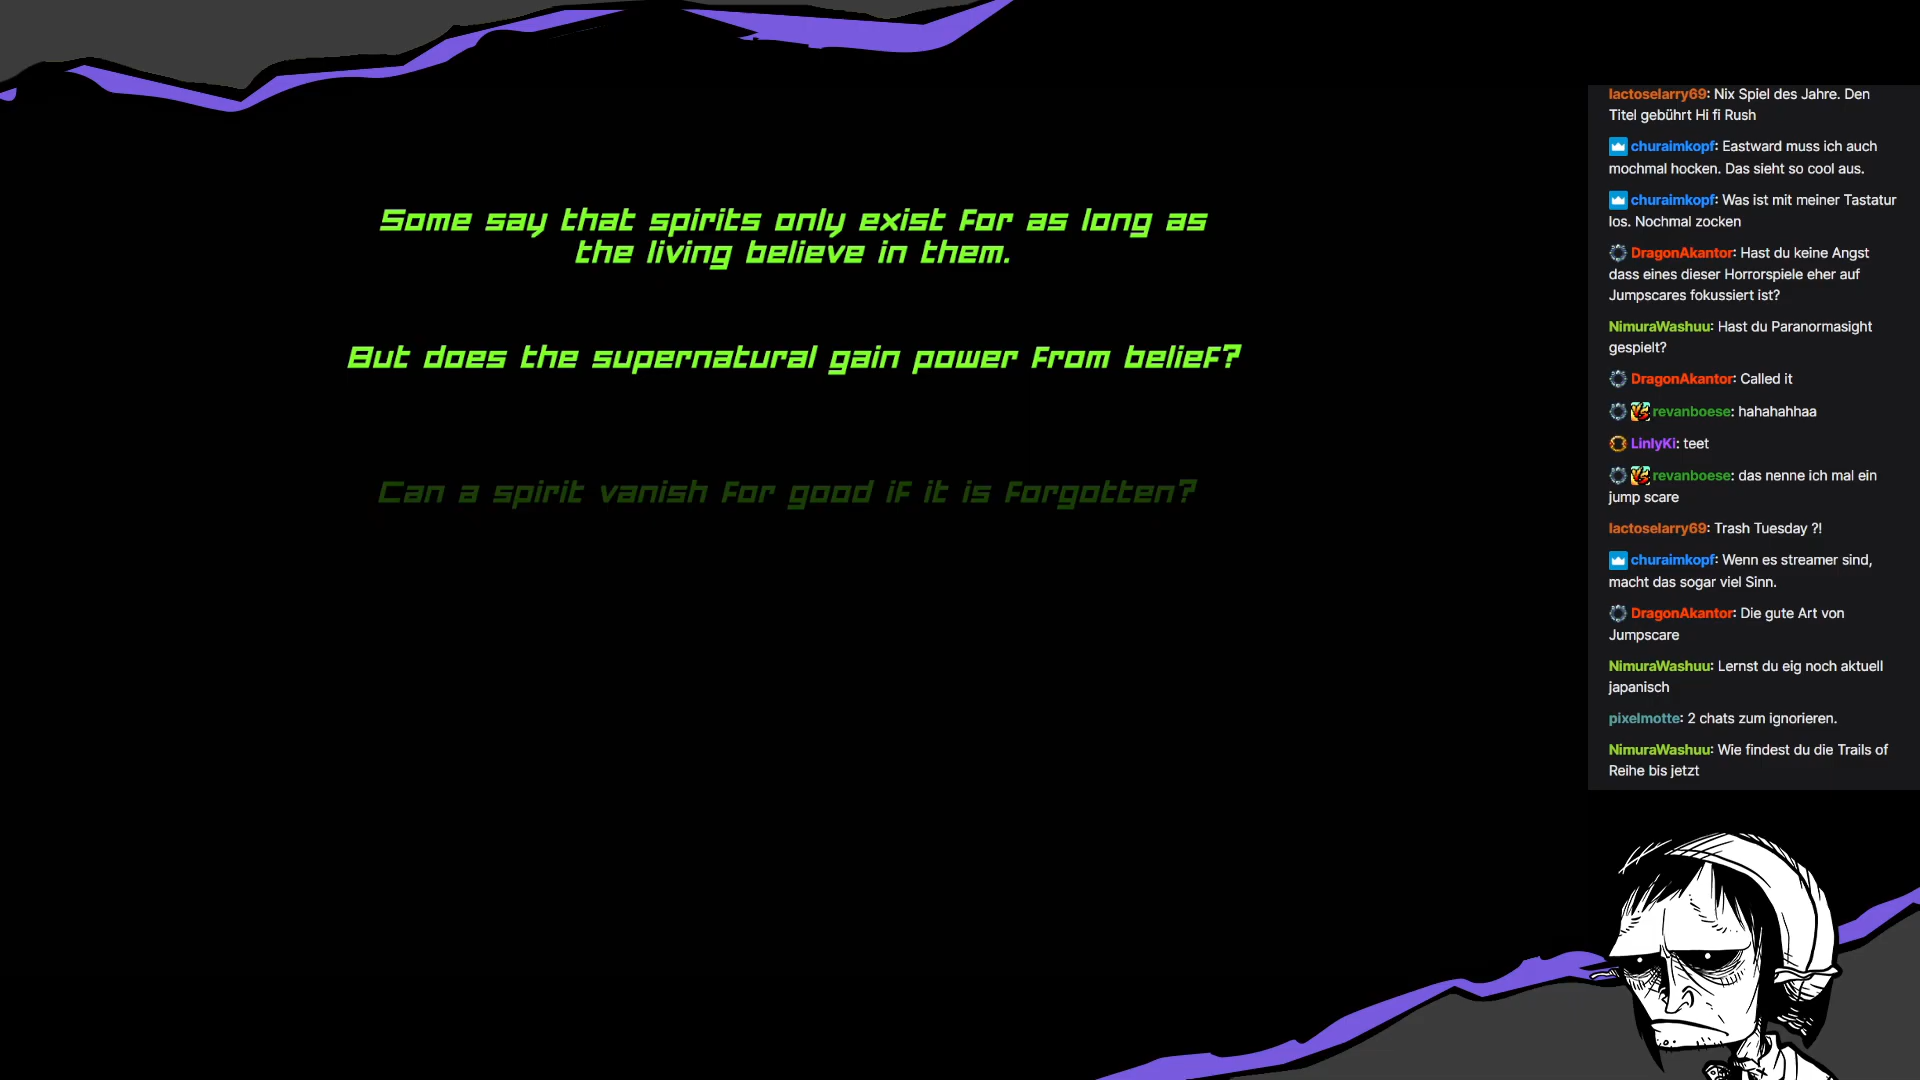 Some say that spirits only exist for as long as
the living believe in them.
But does the supernatural gain power from belief?
Can a spirit vanish for good if it is forgotten?
lactoselarry69: Nix Spiel des Jahre. Den
Titel gebührt Hi fi Rush
churaimkopf: Eastward muss ich auch
mochmal hocken. Das sieht so cool aus.
churaimkopf: Was ist mit meiner Tastatur
los. Nochmal zocken
DragonAkantor: Hast du keine Angst
dass eines dieser Horrorspiele eher auf
Jumpscares fokussiert ist?
NimuraWashuu: Hast du Paranormasight
gespielt?
DragonAkantor: Called it
revanboese: hahahahhaa
LinlyKi: teet
revanboese: das nenne ich mal ein
jump scare
lactoselarry69: Trash Tuesday ?!
churaimkopf: Wenn es streamer sind,
macht das sogar viel Sinn.
DragonAkantor: Die gute Art von
Jumpscare
NimuraWashuu: Lernst du eig noch aktuell
japanisch
pixelmotte: 2 chats zum ignorieren.
NimuraWashuu: Wie findest du die Trails of
Reihe bis jetzt